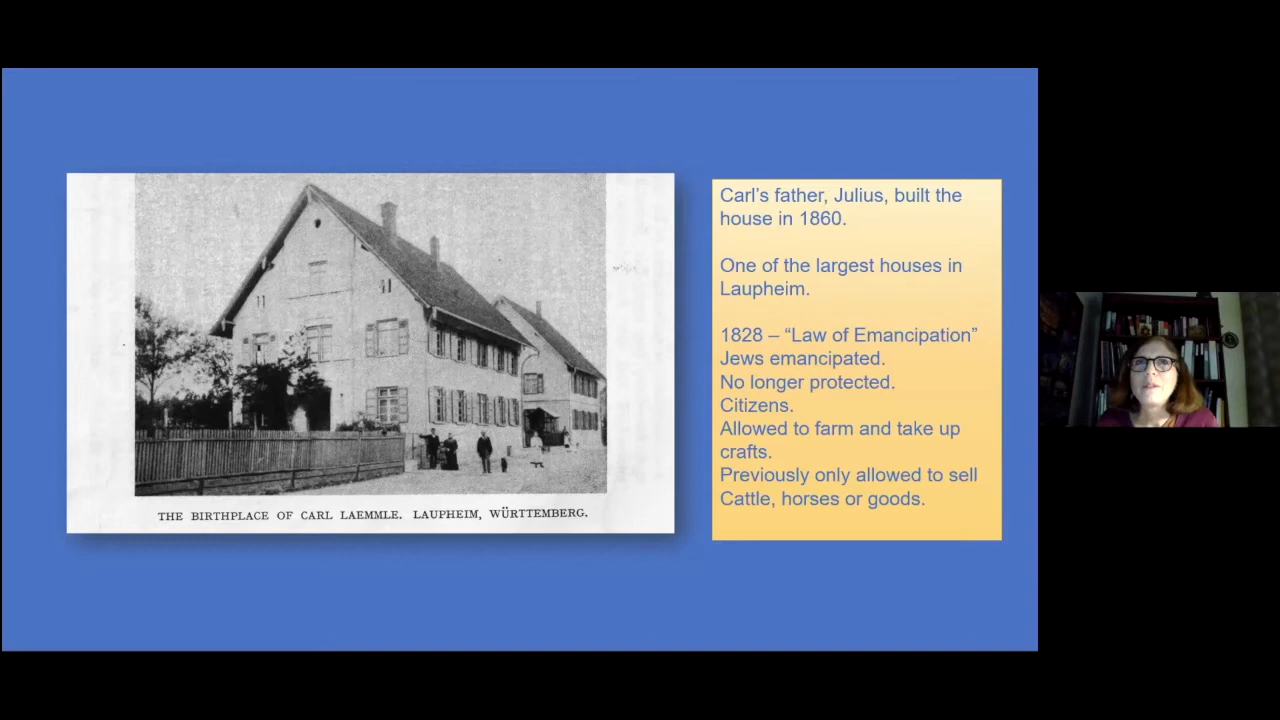 THE BIRTHPLACE OF CARL LAEMMLE. LAUPHEIM, WÜRTTEMBERG.
Carl’s father, Julius, built the
house in 1860.
One of the largest houses in
Laupheim.
1828 – “Law of Emancipation”
Jews emancipated.
No longer protected.
Citizens.
Allowed to farm and take up
crafts.
Previously only allowed to sell
Cattle, horses or goods.